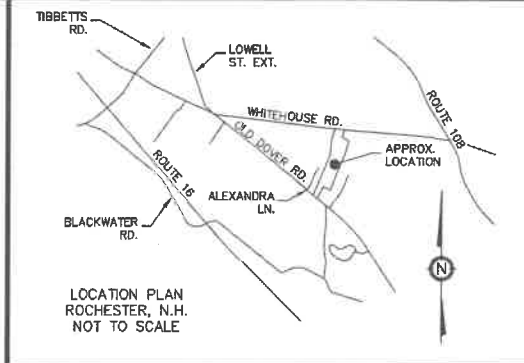 TIBBETTS
RD.
LOWELL
ST. EXT.
WHITEHOUSE RD.
ROUTE 108
OLD DOVER RD.
APPROX.
LOCATION
ROUTE 16
ALEXANDRA
LN.
BLACKWATER
RD.
N
LOCATION PLAN
ROCHESTER, N.H.
NOT TO SCALE